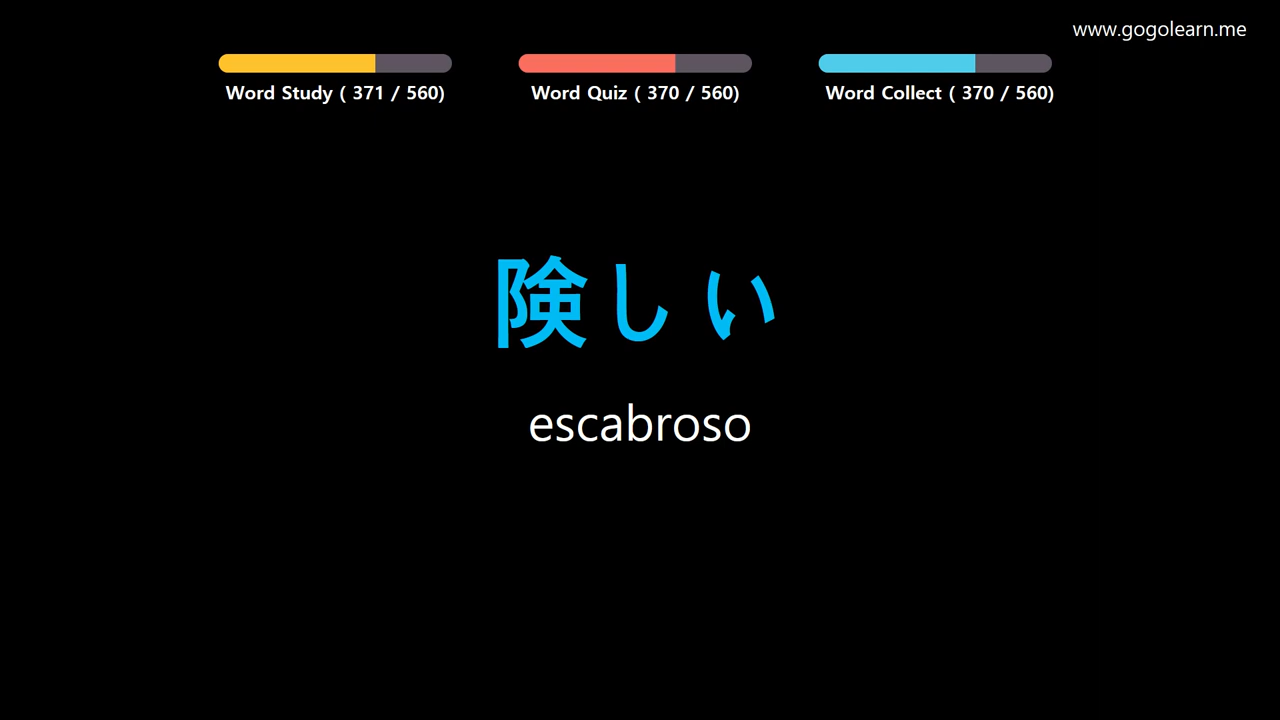 www.gogolearn.me
Word Study ( 371 / 560)
Word Quiz ( 370 / 560)
Word Collect ( 370 / 560)
険しい
escabroso